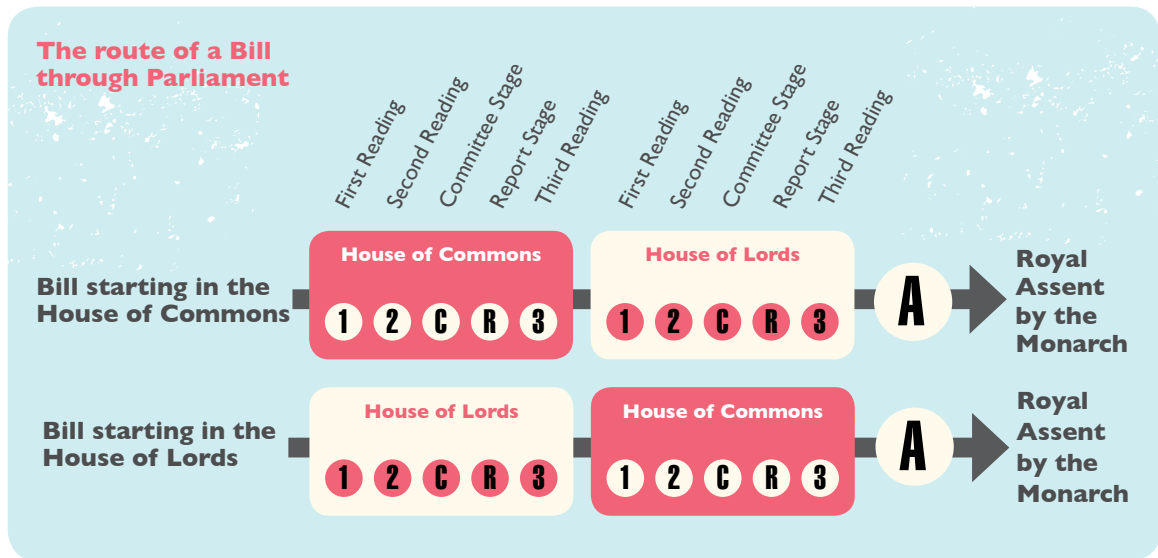 The route of a Bill
through Parliament
First Reading
Second Reading
Committee Stage
Report Stage
Third Reading
First Reading
Second Reading
Committee Stage
Report Stage
Third Reading
Bill starting in the
House of Commons
House of Commons
1 2 C R 3
House of Lords
1 2 C R 3
A
Royal
Assent
by the
Monarch
Bill starting in the
House of Lords
House of Lords
1 2 C R 3
House of Commons
1 2 C R 3
A
Royal
Assent
by the
Monarch